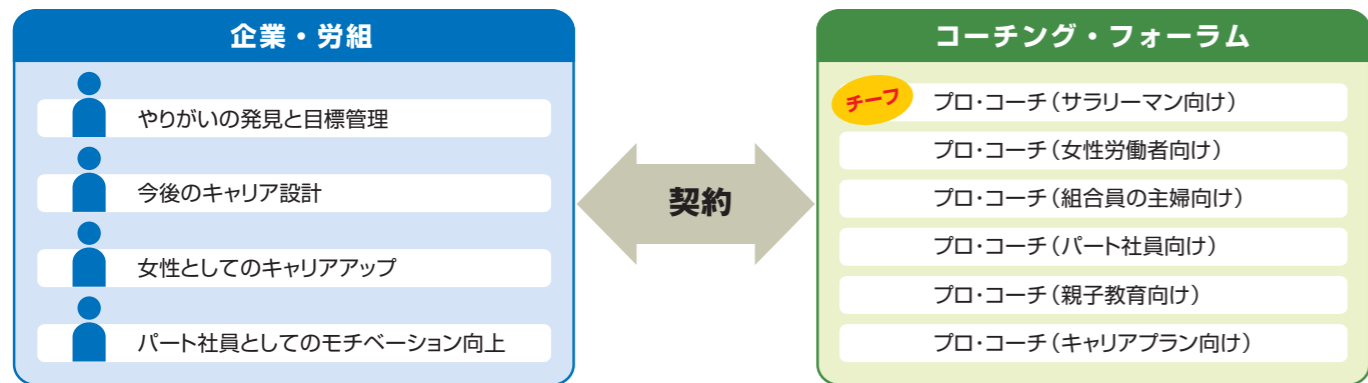 企業・労組
やりがいの発見と目標管理
今後のキャリア設計
女性としてのキャリアアップ
パート社員としてのモチベーション向上
契約
コーチング・フォーラム
チーフ
プロ・コーチ（サラリーマン向け）
プロ・コーチ（女性労働者向け）
プロ・コーチ（組合員の主婦向け）
プロ・コーチ（パート社員向け）
プロ・コーチ（親子教育向け）
プロ・コーチ（キャリアプラン向け）